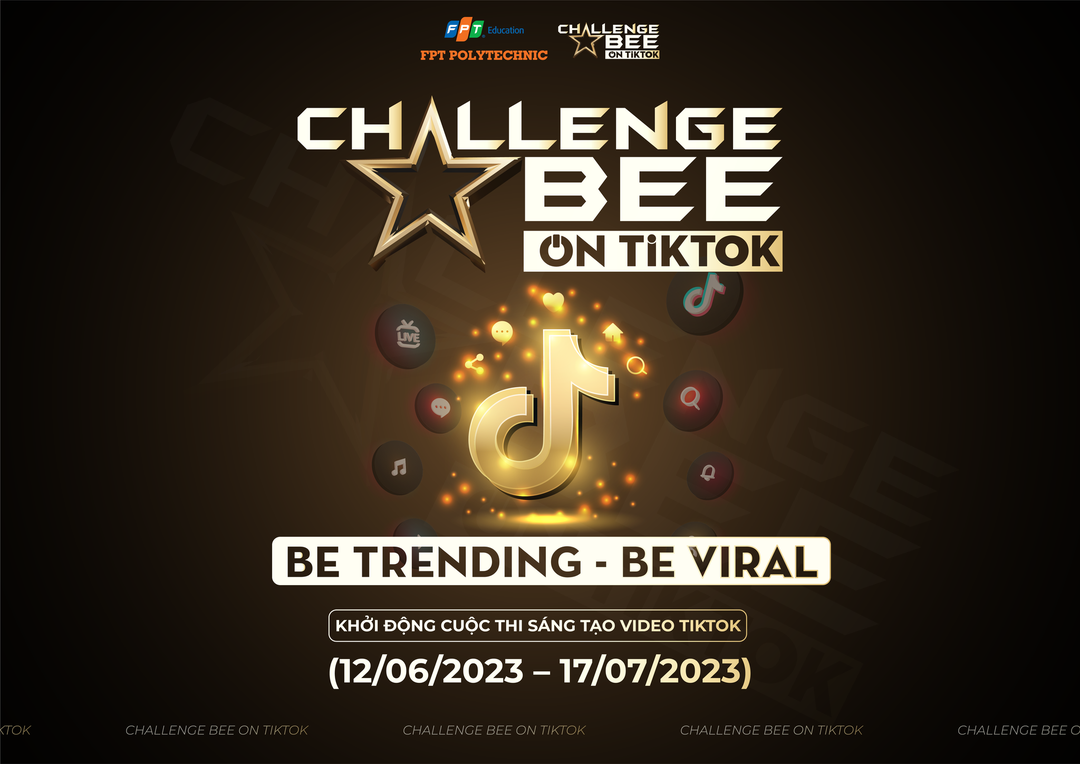 FPT Education
FPT POLYTECHNIC
CHALLENGE
BEE
ON TIKTOK
CHALLENGE
BEE
ON TiKTOK
LIVE
BE TRENDING - BE VIRAL
KHỞI ĐỘNG CUỘC THI SÁNG TẠO VIDEO TIKTOK
(12/06/2023 – 17/07/2023)
KTOK CHALLENGE BEE ON TIKTOK CHALLENGE BEE ON TIKTOK CHALLENGE BEE ON TIKTOK CHALLENGE BEE O